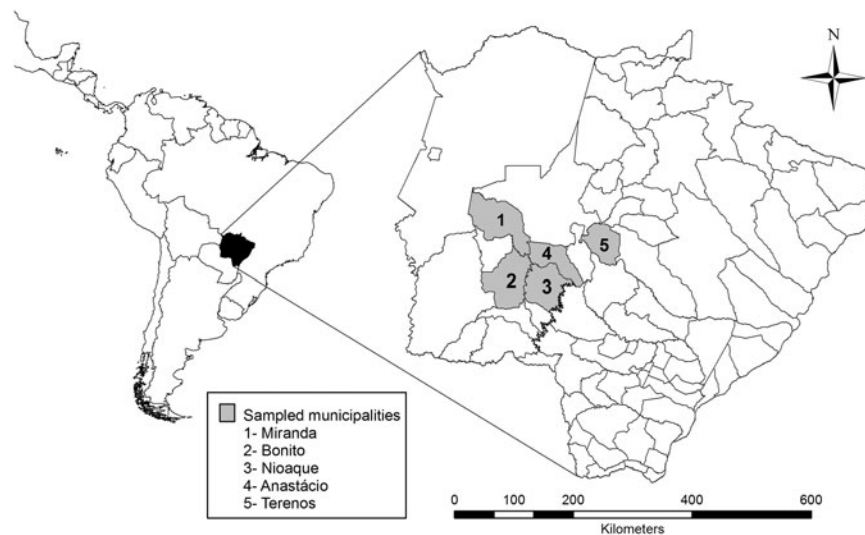 N
1
4
5
2
3
Sampled municipalities
1- Miranda
2- Bonito
3- Nioaque
4- Anastácio
5- Terenos
0 100 200 400 600
Kilometers